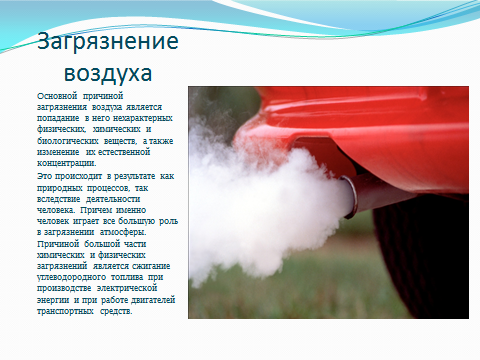 Загрязнение
воздуха
Основной причиной
загрязнения воздуха является
попадание в него нехарактерных
физических, химических и
биологических веществ, а также
изменение их естественной
концентрации.
Это происходит в результате как
природных процессов, так
вследствие деятельности
человека. Причем именно
человек играет все большую роль
в загрязнении атмосферы.
Причиной большой части
химических и физических
загрязнений является сжигание
углеводородного топлива при
производстве электрической
энергии и при работе двигателей
транспортных средств.